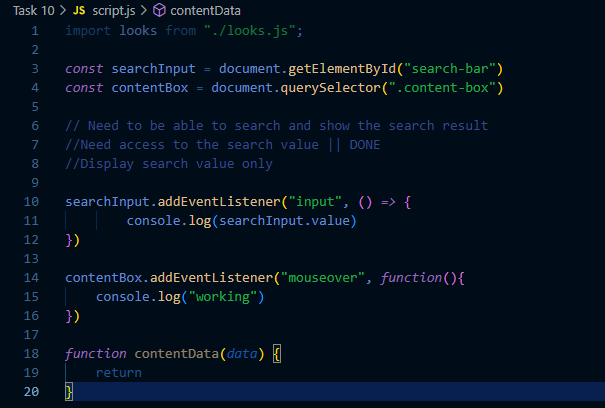 Task 10 > JS script.js > contentData
1 import looks from "./looks.js";
2
3 const searchInput = document.getElementById("search-bar")
4 const contentBox = document.querySelector(".content-box")
5
6 // Need to be able to search and show the search result
7 //Need access to the search value || DONE
8 //Display search value only
9
10 searchInput.addEventListener("input", () => {
11 console.log(searchInput.value)
12 })
13
14 contentBox.addEventListener("mouseover", function(){
15 console.log("working")
16 })
17
18 function contentData(data) {
19 return
20 }